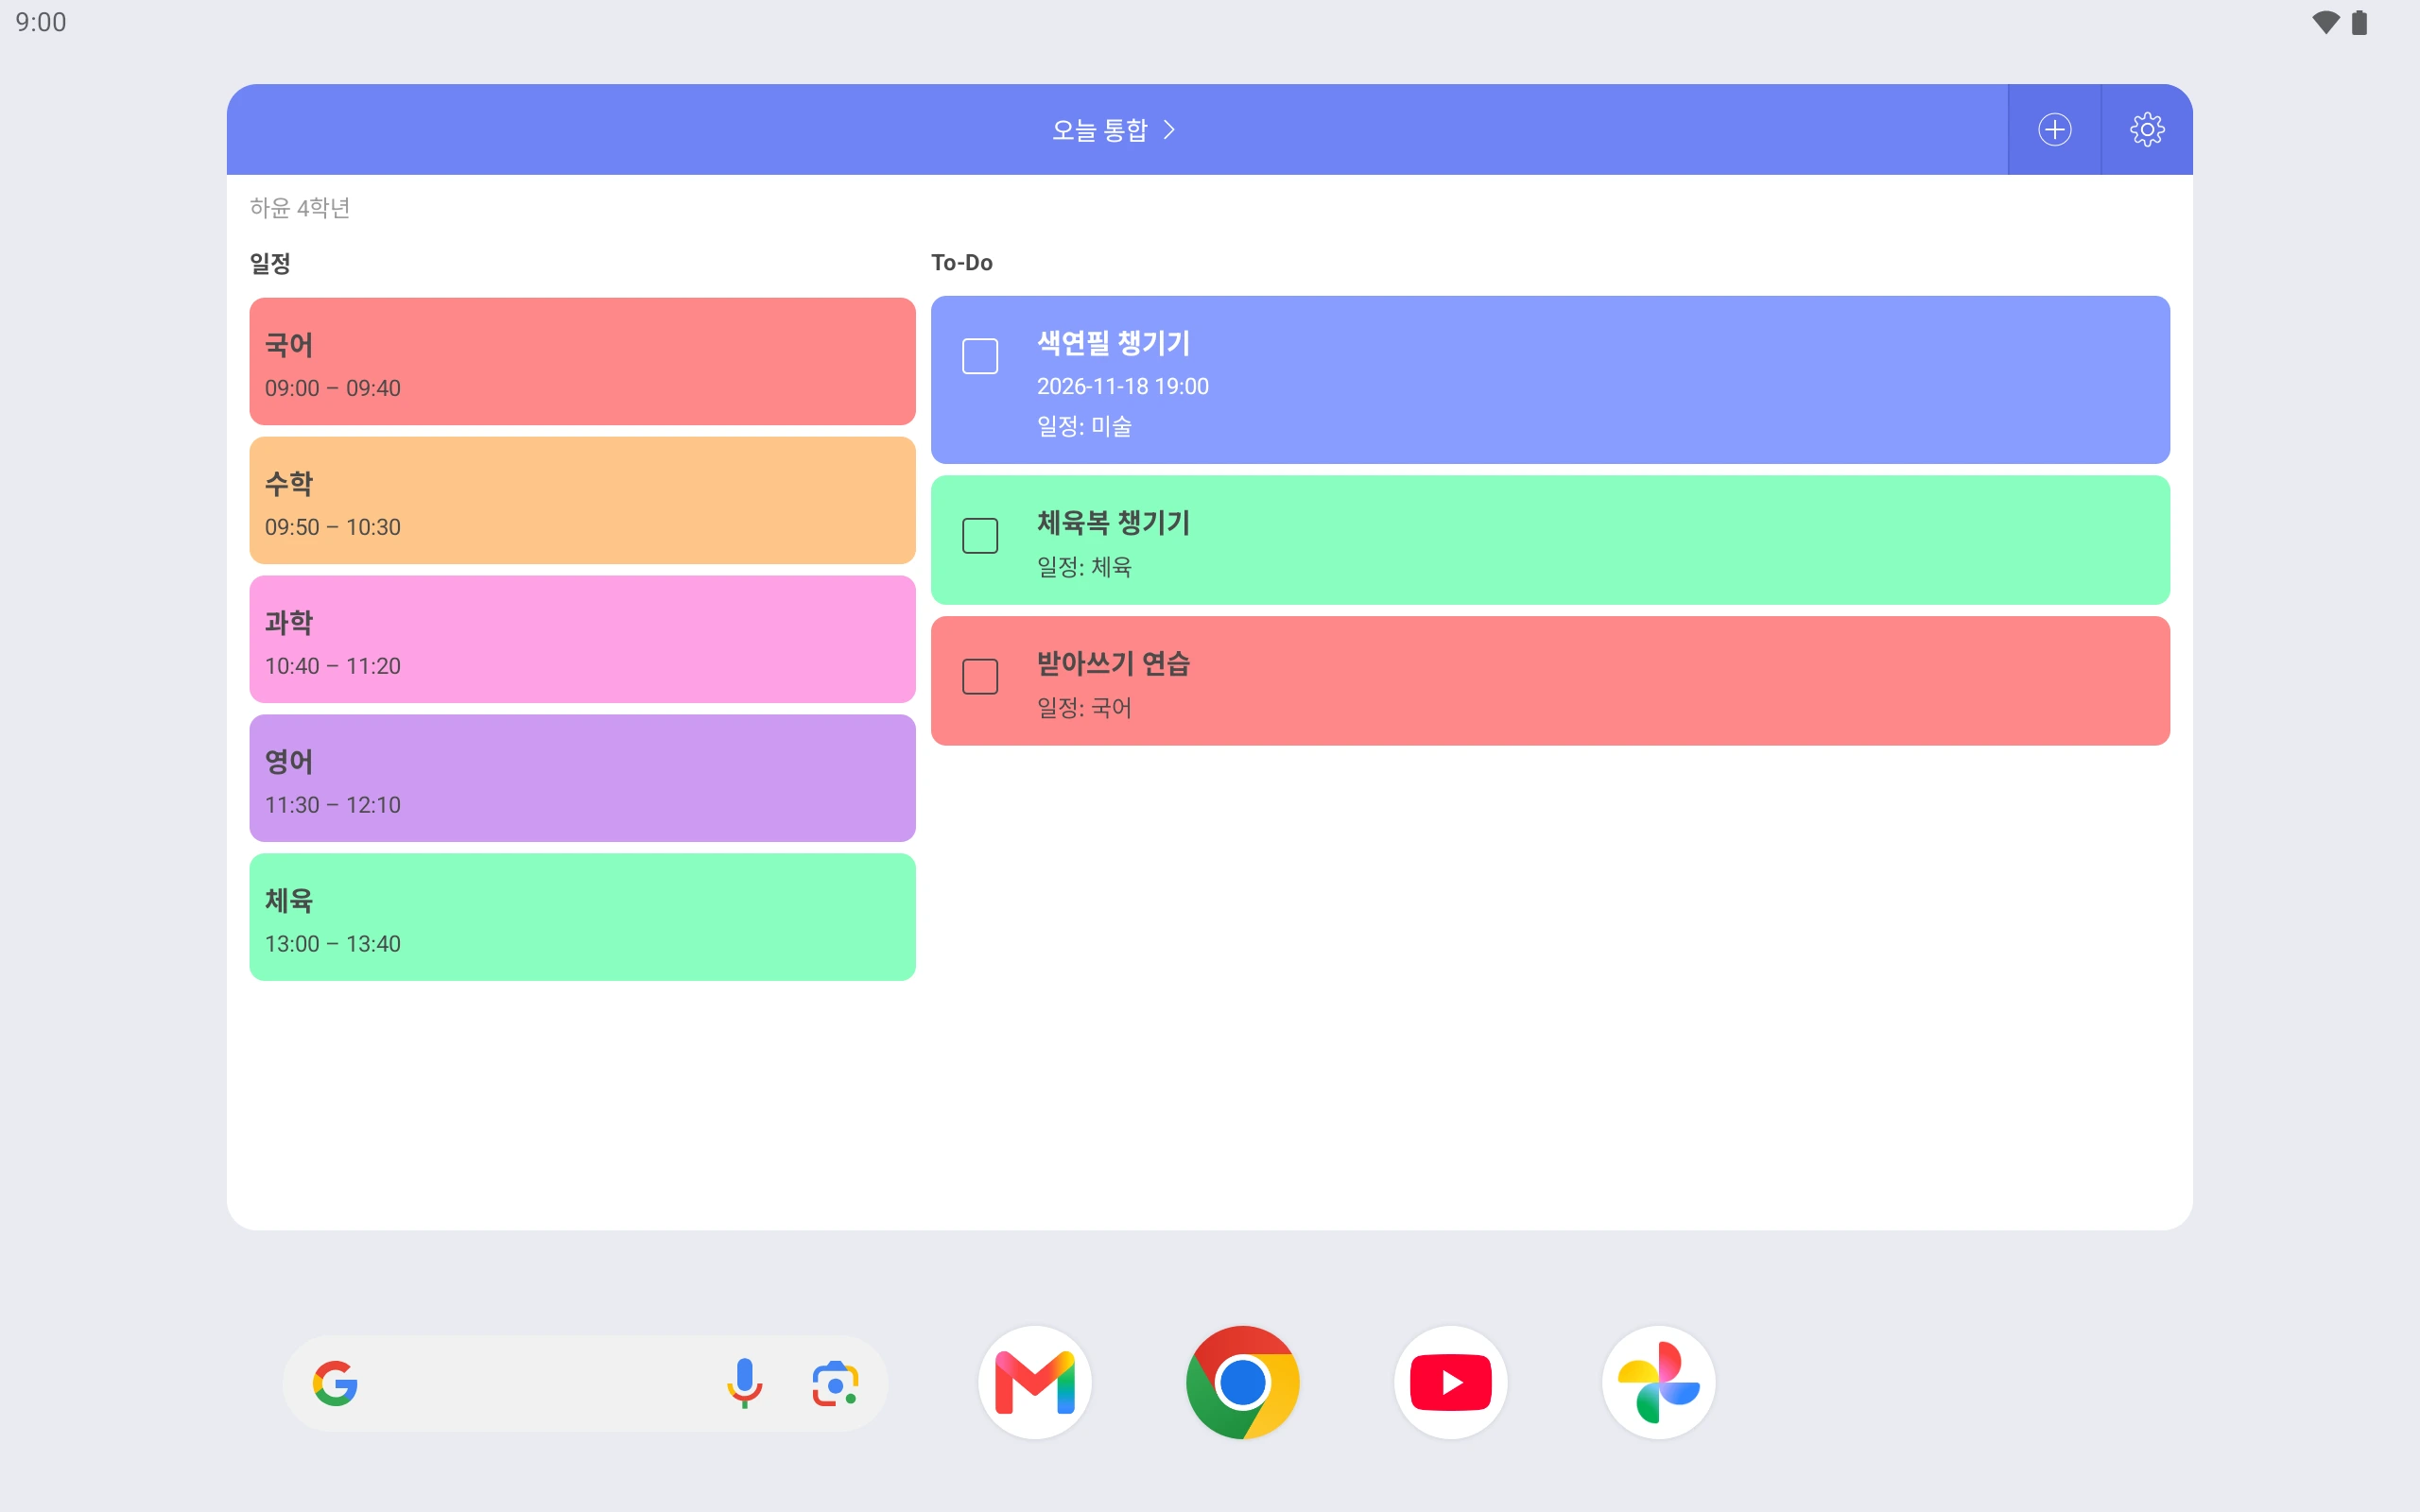 9:00
오늘 통합
하윤 4학년
일정
국어
09:00 – 09:40
수학
09:50 – 10:30
과학
10:40 – 11:20
영어
11:30 – 12:10
체육
13:00 – 13:40
To-Do
색연필 챙기기
2026-11-18 19:00
일정: 미술
체육복 챙기기
일정: 체육
받아쓰기 연습
일정: 국어